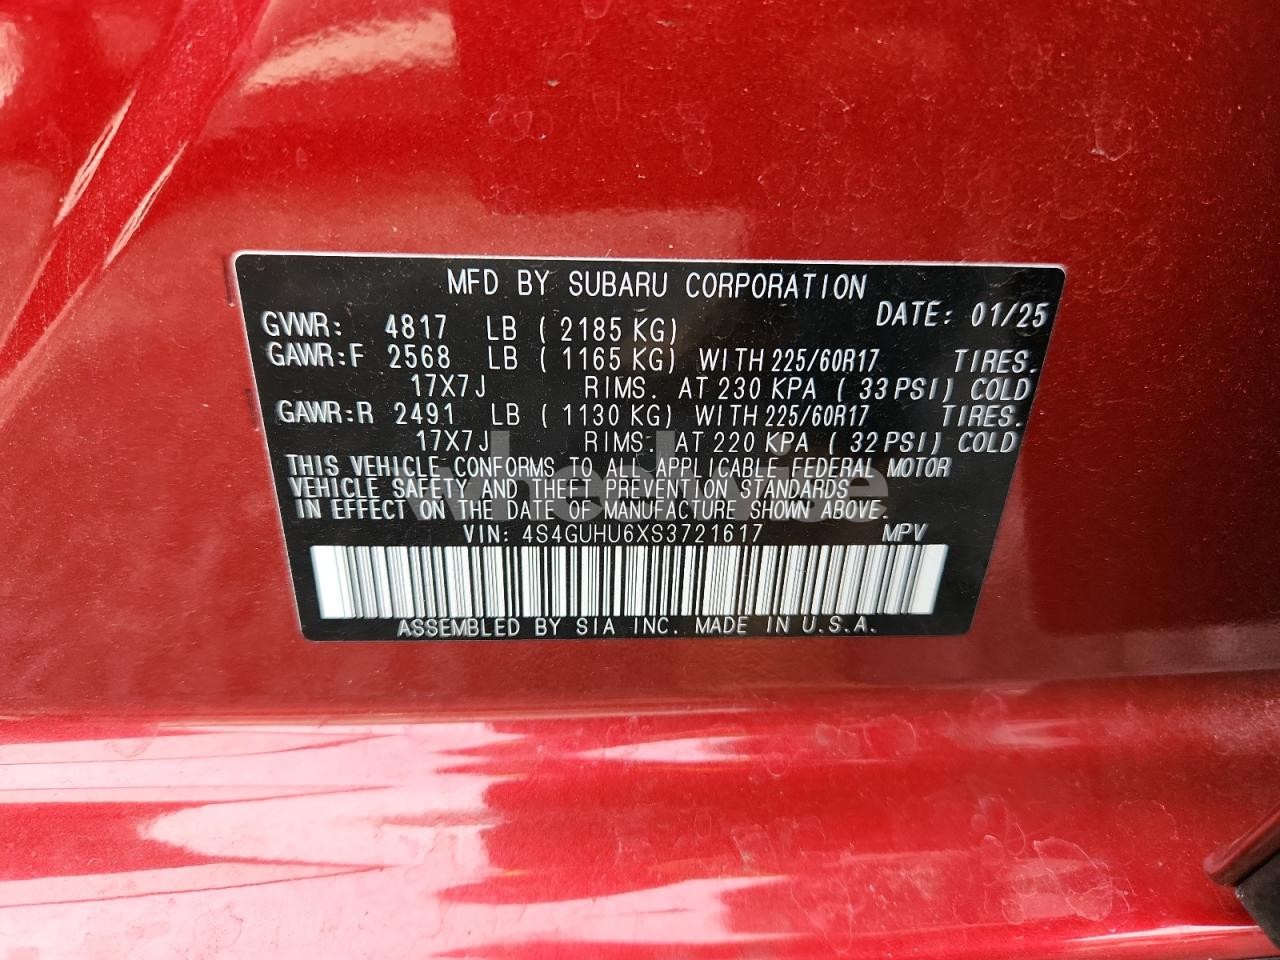 MFD BY SUBARU CORPORATION
DATE: 01/25
GVWR: 4817 LB ( 2185 KG)
GAWR:F 2568 LB ( 1165 KG) WITH 225/60R17 TIRES.
17X7J RIMS. AT 230 KPA ( 33 PSI) COLD
GAWR:R 2491 LB ( 1130 KG) WITH 225/60R17 TIRES.
17X7J RIMS. AT 220 KPA ( 32 PSI) COLD
THIS VEHICLE CONFORMS TO ALL APPLICABLE FEDERAL MOTOR
VEHICLE SAFETY AND THEFT PREVENTION STANDARDS
IN EFFECT ON THE DATE OF MANUFACTURE SHOWN ABOVE.
VIN: 4S4GUHU6XS3721617 MPV
ASSEMBLED BY SIA INC. MADE IN U.S.A.
wheelwise